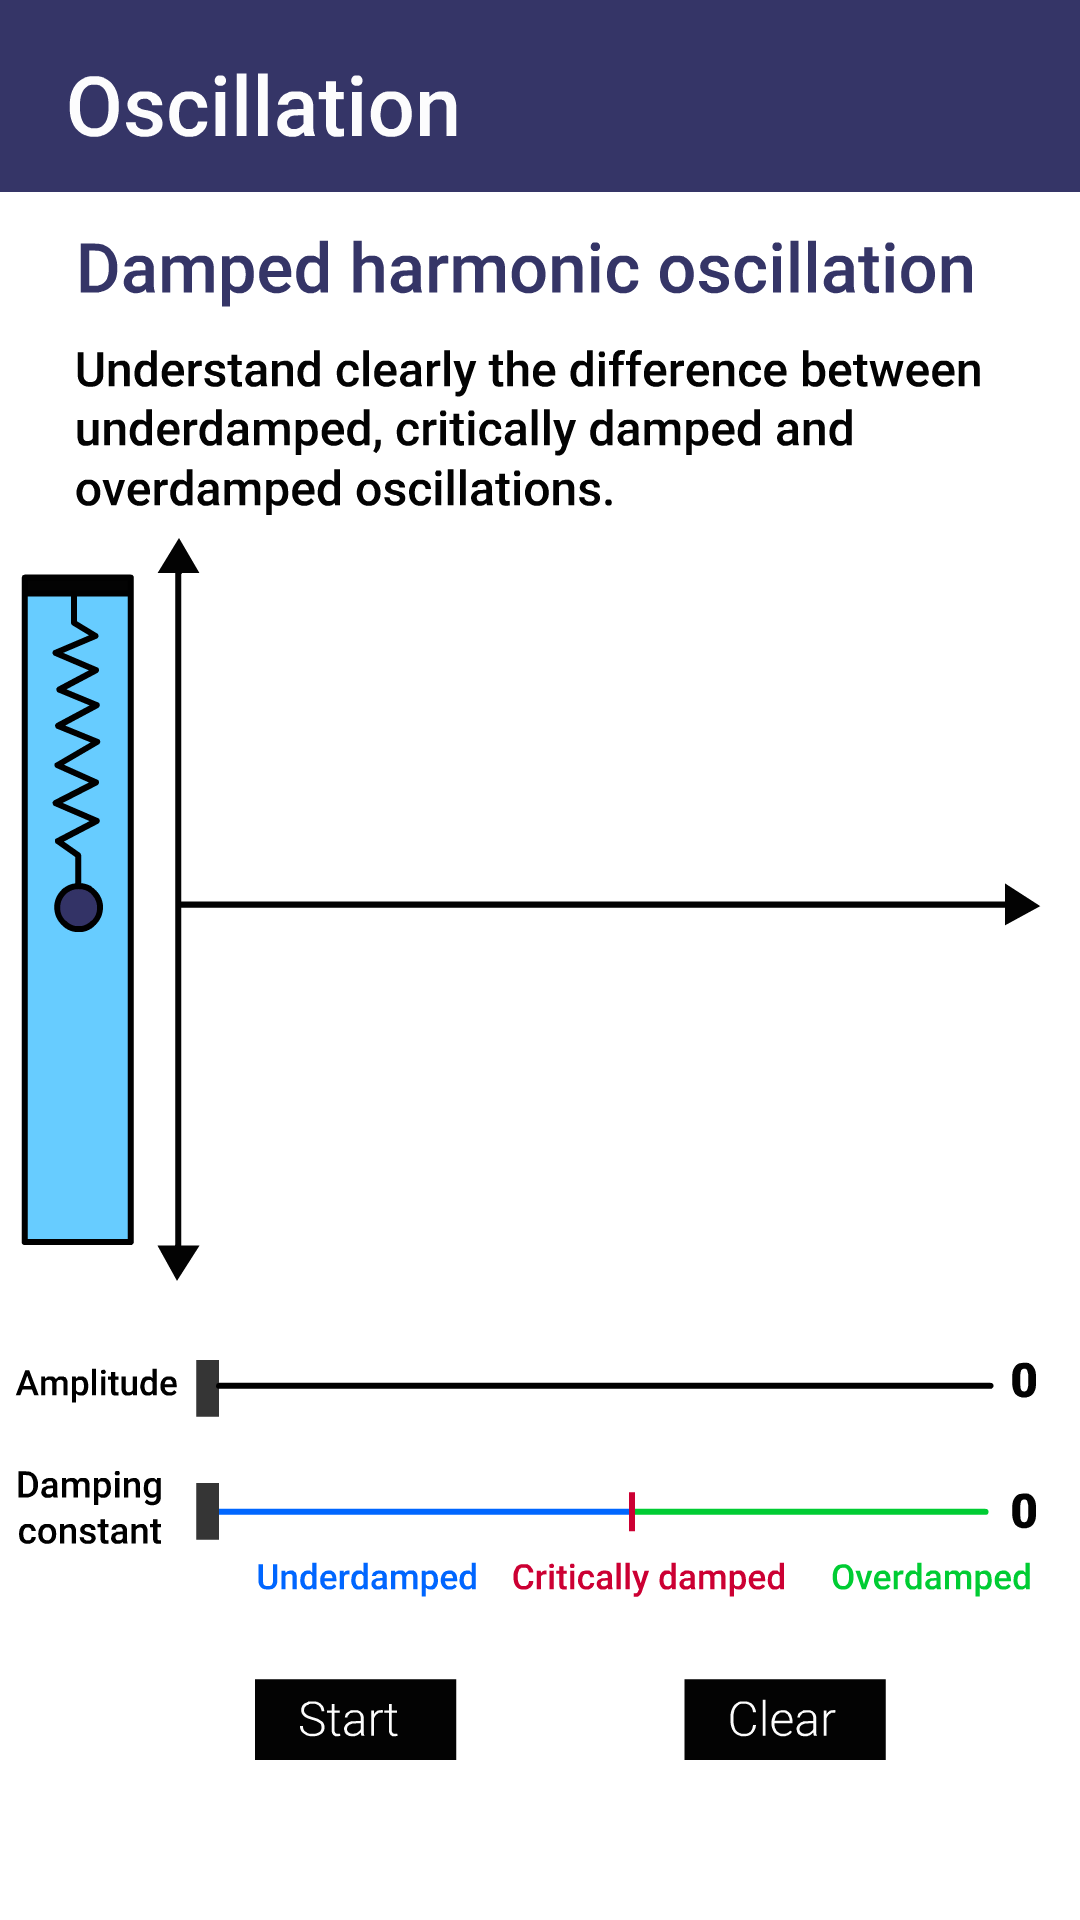 Oscillation
Damped harmonic oscillation
Understand clearly the difference between
underdamped, critically damped and
overdamped oscillations.
Amplitude 0
Damping
constant 0
Underdamped Critically damped Overdamped
Start Clear